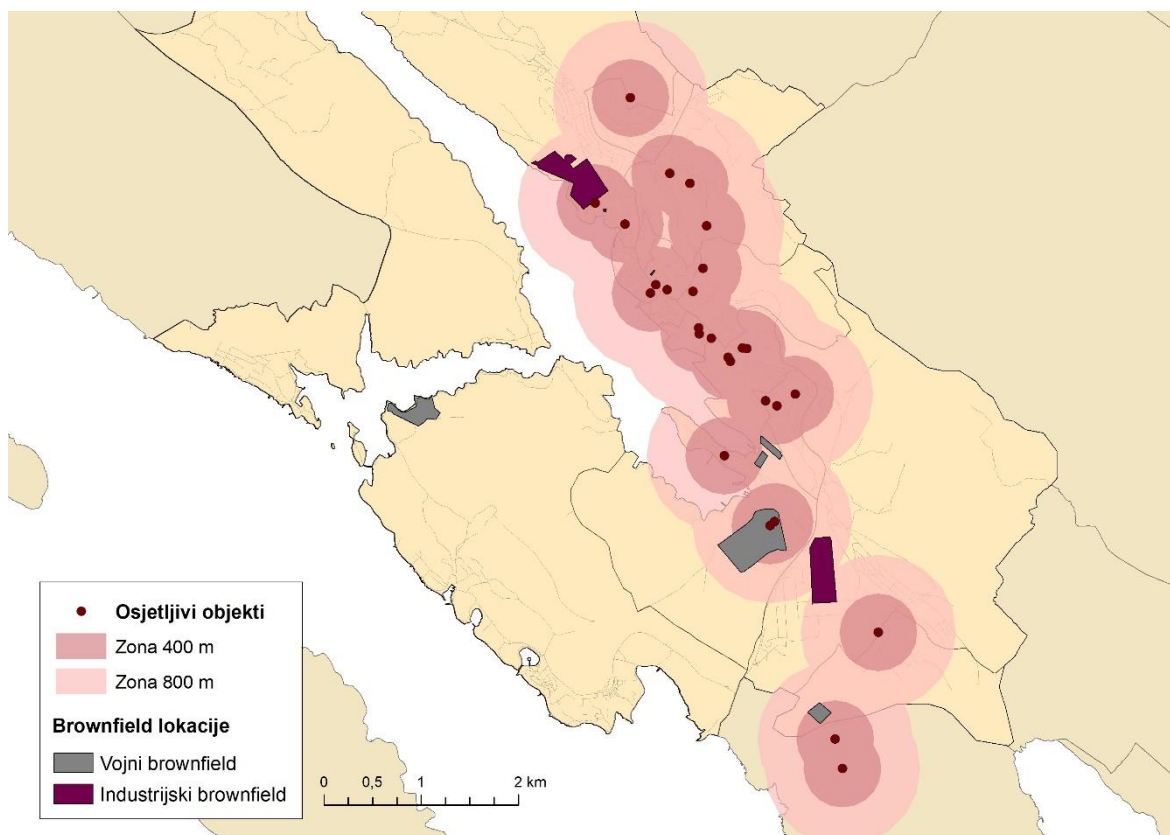 Osjetljivi objekti
Zona 400 m
Zona 800 m
Brownfield lokacije
Vojni brownfield
Industrijski brownfield
0 0,5 1 2 km